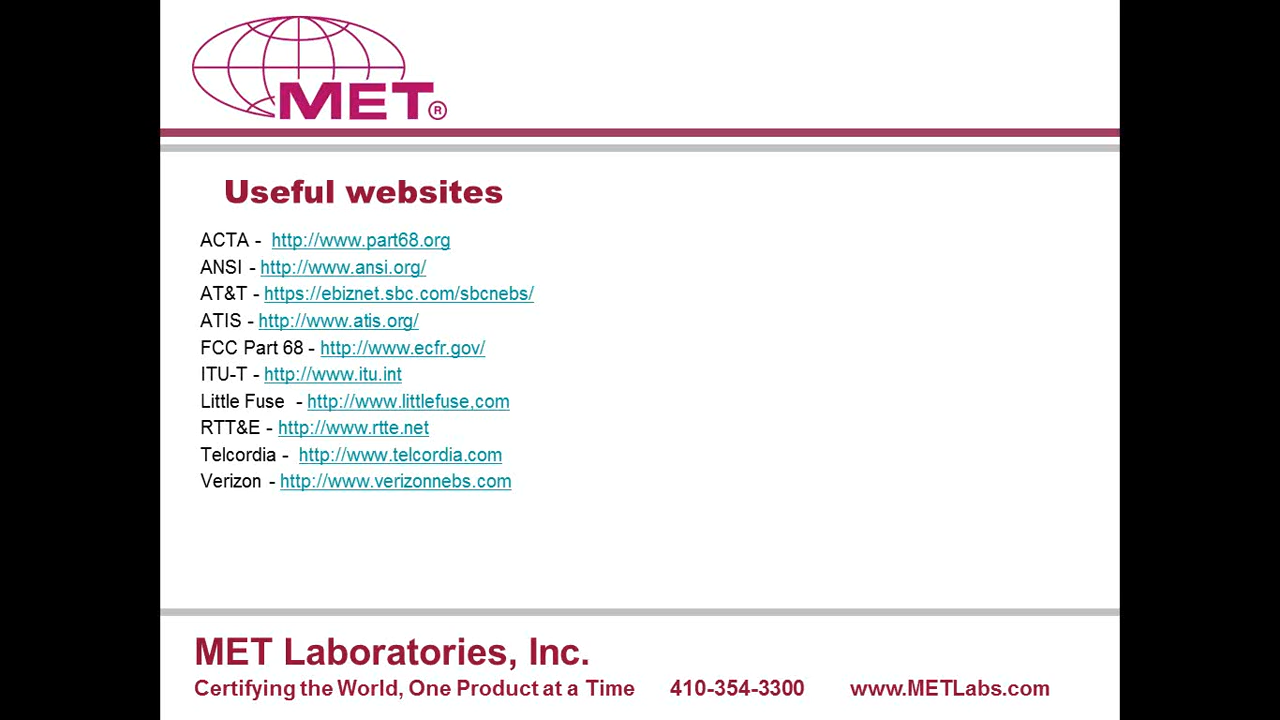 MET®
Useful websites
ACTA - http://www.part68.org
ANSI - http://www.ansi.org/
AT&T - https://ebiznet.sbc.com/sbcnebs/
ATIS - http://www.atis.org/
FCC Part 68 - http://www.ecfr.gov/
ITU-T - http://www.itu.int
Little Fuse - http://www.littlefuse,com
RTT&E - http://www.rtte.net
Telcordia - http://www.telcordia.com
Verizon - http://www.verizonnebs.com
MET Laboratories, Inc.
Certifying the World, One Product at a Time 410-354-3300 www.METLabs.com